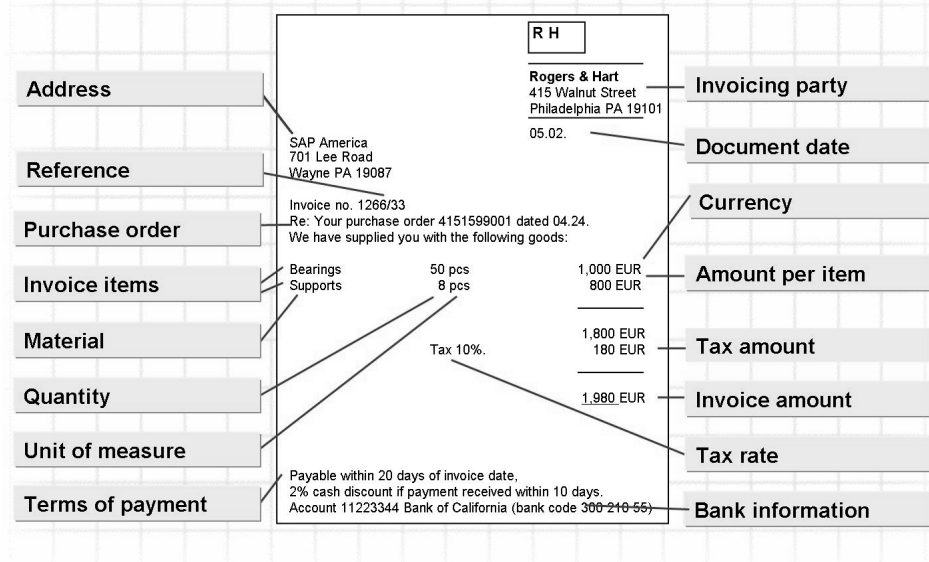 R H
Rogers & Hart
415 Walnut Street
Philadelphia PA 19101
05.02.
SAP America
701 Lee Road
Wayne PA 19087
Invoice no. 1266/33
Re: Your purchase order 4151599001 dated 04.24.
We have supplied you with the following goods:
Bearings 50 pcs 1,000 EUR
Supports 8 pcs 800 EUR
1,800 EUR
Tax 10%. 180 EUR
1,980 EUR
Payable within 20 days of invoice date,
2% cash discount if payment received within 10 days.
Account 11223344 Bank of California (bank code 300 210 55)
Address
Reference
Purchase order
Invoice items
Material
Quantity
Unit of measure
Terms of payment
Invoicing party
Document date
Currency
Amount per item
Tax amount
Invoice amount
Tax rate
Bank information